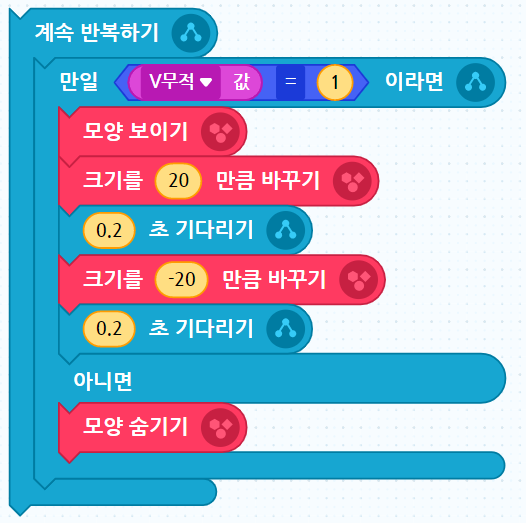 계속 반복하기
만일 V무적 값 = 1 이라면
모양 보이기
크기를 20 만큼 바꾸기
0.2 초 기다리기
크기를 -20 만큼 바꾸기
0.2 초 기다리기
아니면
모양 숨기기